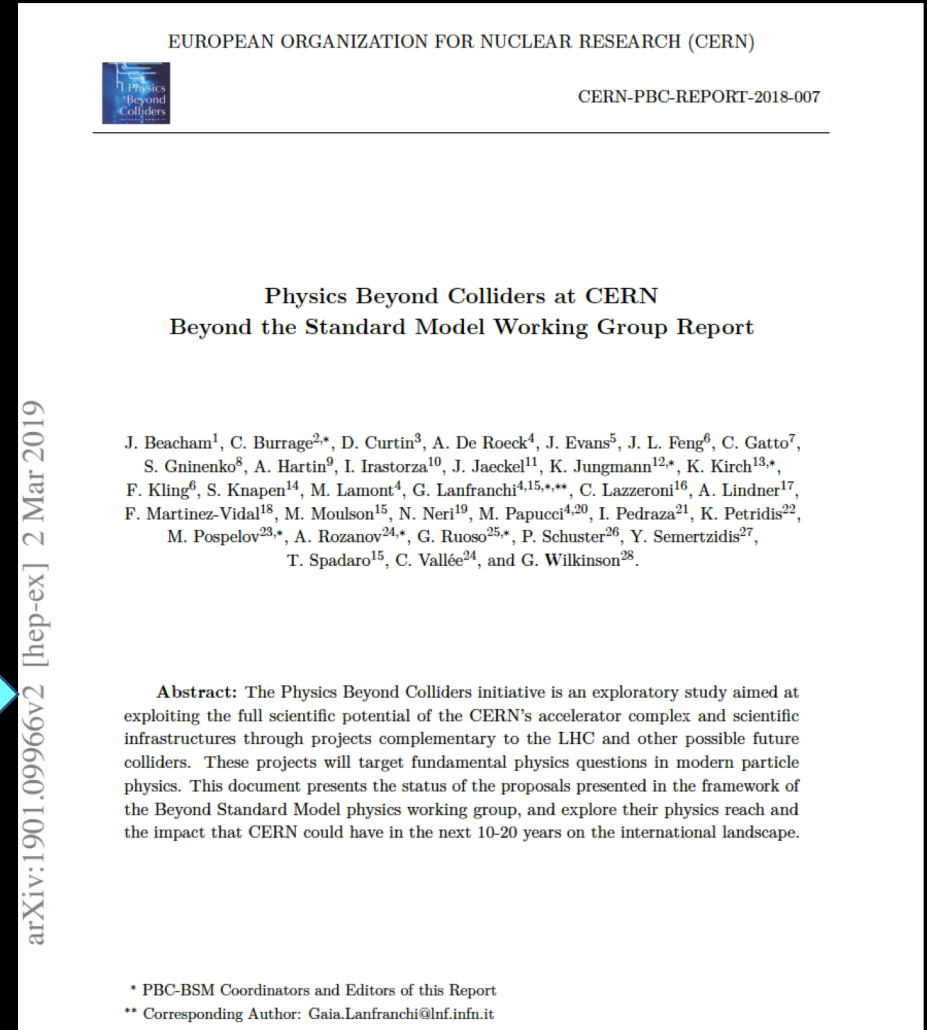 EUROPEAN ORGANIZATION FOR NUCLEAR RESEARCH (CERN)
Physics
Beyond
Colliders
CERN-PBC-REPORT-2018-007
Physics Beyond Colliders at CERN
Beyond the Standard Model Working Group Report
J. Beacham¹, C. Burrage²,*, D. Curtin³, A. De Roeck⁴, J. Evans⁵, J. L. Feng⁶, C. Gatto⁷,
S. Gninenko⁸, A. Hartin⁹, I. Irastorza¹⁰, J. Jaeckel¹¹, K. Jungmann¹²,*, K. Kirch¹³,*,
F. Kling⁶, S. Knapen¹⁴, M. Lamont⁴, G. Lanfranchi⁴,¹⁵,*,**, C. Lazzeroni¹⁶, A. Lindner¹⁷,
F. Martinez-Vidal¹⁸, M. Moulson¹⁵, N. Neri¹⁹, M. Papucci⁴,²⁰, I. Pedraza²¹, K. Petridis²²,
M. Pospelov²³,*, A. Rozanov²⁴,*, G. Ruoso²⁵,*, P. Schuster²⁶, Y. Semertzidis²⁷,
T. Spadaro¹⁵, C. Vallée²⁴, and G. Wilkinson²⁸.
Abstract: The Physics Beyond Colliders initiative is an exploratory study aimed at
exploiting the full scientific potential of the CERN's accelerator complex and scientific
infrastructures through projects complementary to the LHC and other possible future
colliders. These projects will target fundamental physics questions in modern particle
physics. This document presents the status of the proposals presented in the framework of
the Beyond Standard Model physics working group, and explore their physics reach and
the impact that CERN could have in the next 10-20 years on the international landscape.
* PBC-BSM Coordinators and Editors of this Report
** Corresponding Author: Gaia.Lanfranchi@lnf.infn.it
arXiv:1901.09966v2 [hep-ex] 2 Mar 2019